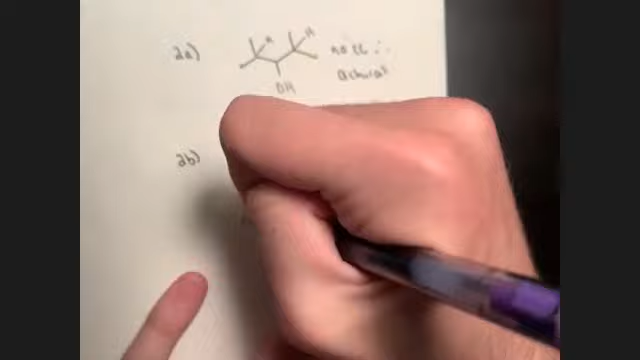 2a)
H H
no CC ∴
achiral
OH
2b)